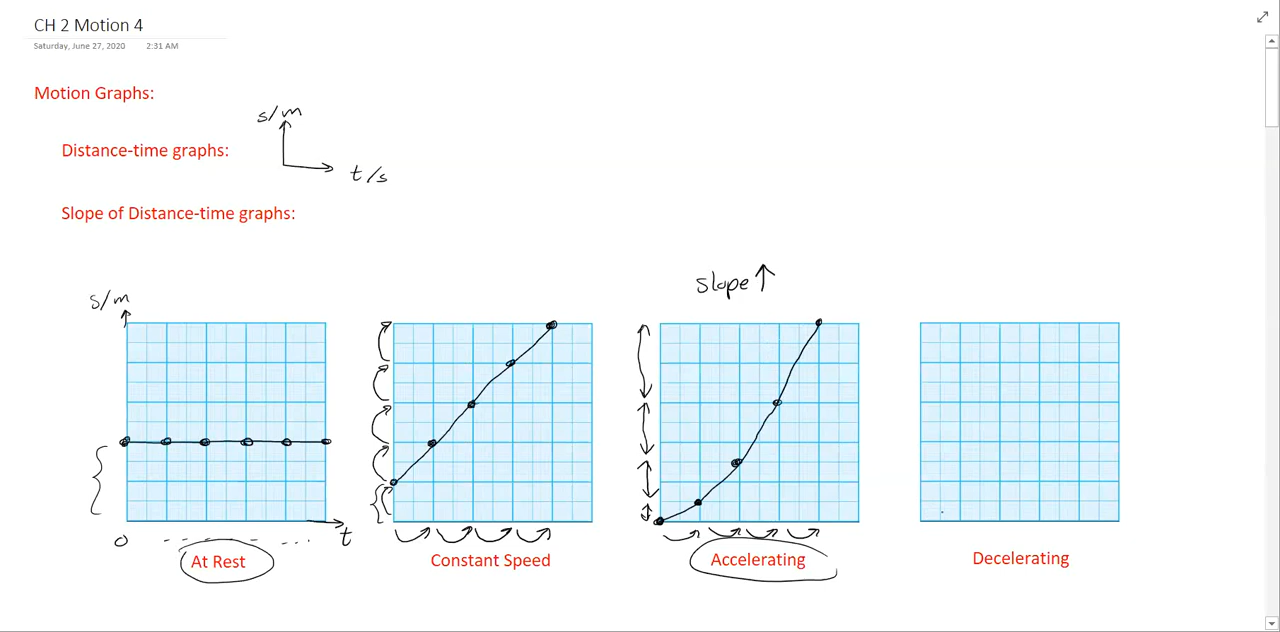 CH 2 Motion 4
Saturday, June 27, 2020 2:31 AM
Motion Graphs:
s/m
Distance-time graphs:
t/s
Slope of Distance-time graphs:
slope↑
s/m
0
t
At Rest
Constant Speed
Accelerating
Decelerating